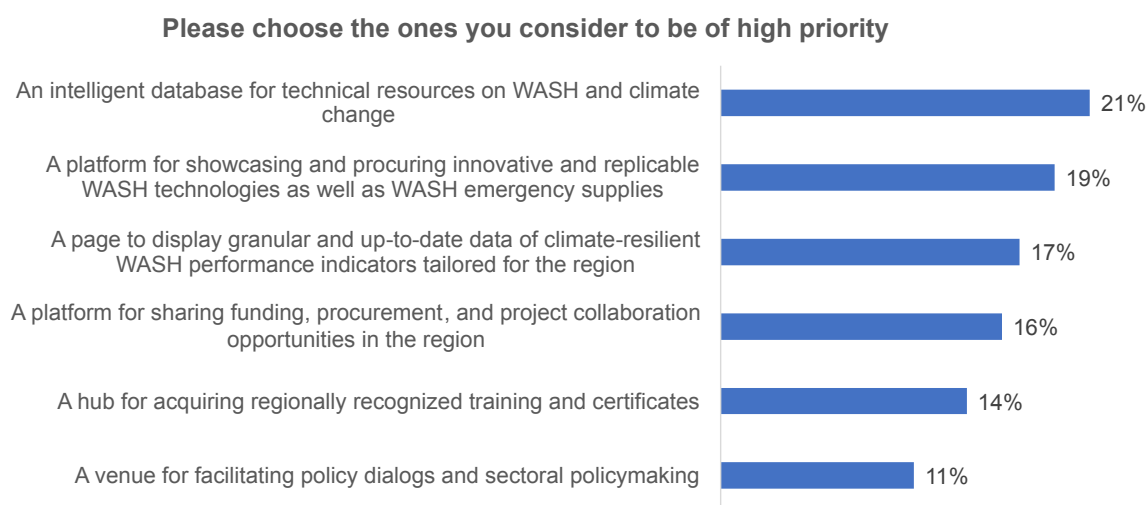 Please choose the ones you consider to be of high priority
An intelligent database for technical resources on WASH and climate
change
21%
A platform for showcasing and procuring innovative and replicable
WASH technologies as well as WASH emergency supplies
19%
A page to display granular and up-to-date data of climate-resilient
WASH performance indicators tailored for the region
17%
A platform for sharing funding, procurement, and project collaboration
opportunities in the region
16%
A hub for acquiring regionally recognized training and certificates
14%
A venue for facilitating policy dialogs and sectoral policymaking
11%